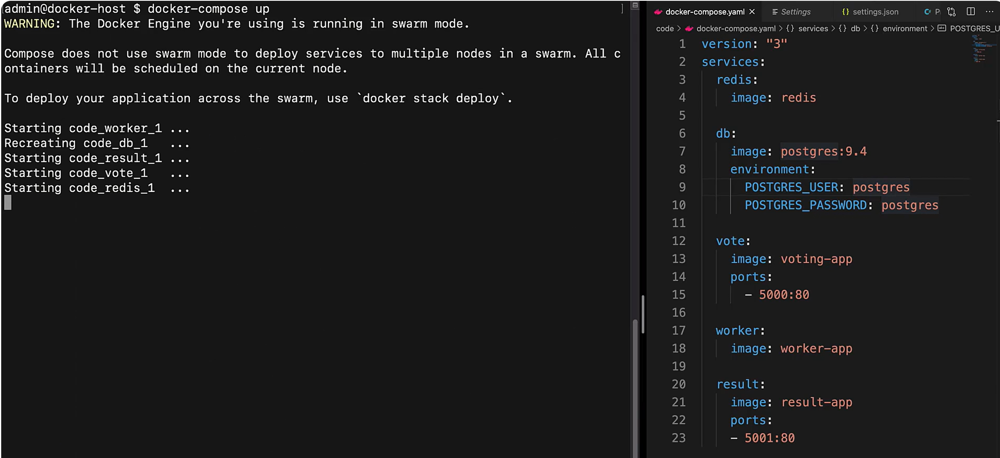 admin@docker-host $ docker-compose up
WARNING: The Docker Engine you're using is running in swarm mode.
Compose does not use swarm mode to deploy services to multiple nodes in a swarm. All c
ontainers will be scheduled on the current node.
To deploy your application across the swarm, use `docker stack deploy`.
Starting code_worker_1 ...
Recreating code_db_1   ...
Starting code_result_1 ...
Starting code_vote_1   ...
Starting code_redis_1  ...
docker-compose.yaml × Settings {} settings.json C# P
code > docker-compose.yaml > {} services > {} db > {} environment > abc POSTGRES_U
1 version: "3"
2 services:
3   redis:
4     image: redis
5
6   db:
7     image: postgres:9.4
8     environment:
9       POSTGRES_USER: postgres
10       POSTGRES_PASSWORD: postgres
11
12   vote:
13     image: voting-app
14     ports:
15       - 5000:80
16
17   worker:
18     image: worker-app
19
20   result:
21     image: result-app
22     ports:
23     - 5001:80